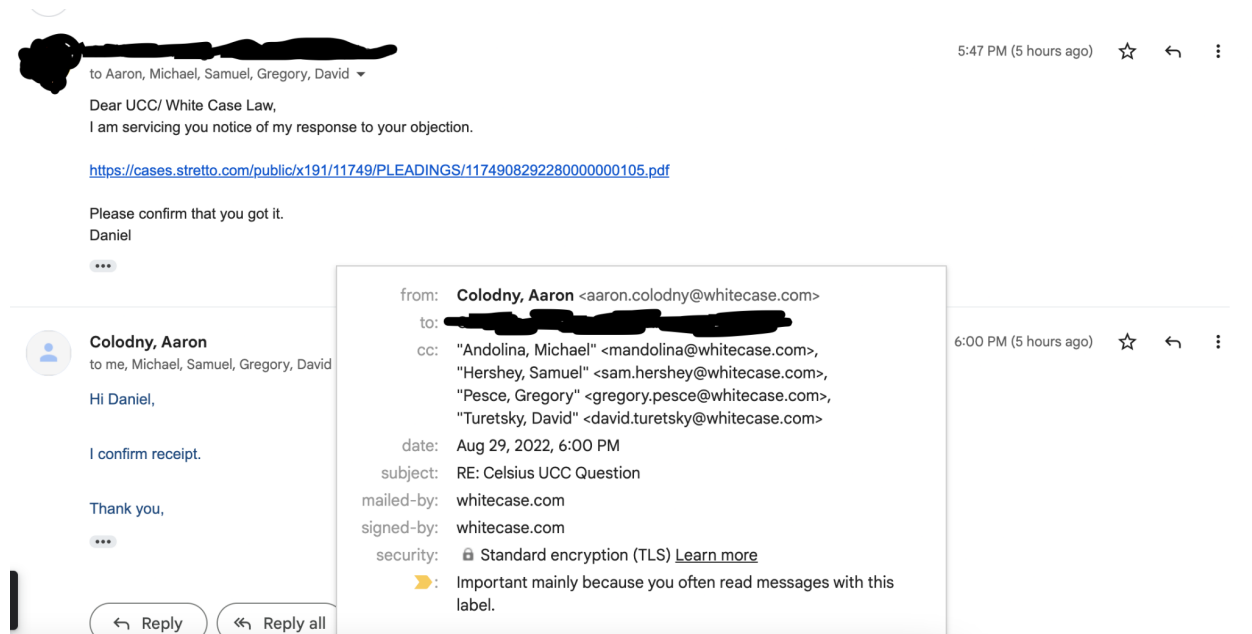 5:47 PM (5 hours ago)
to Aaron, Michael, Samuel, Gregory, David
Dear UCC/ White Case Law,
I am servicing you notice of my response to your objection.
https://cases.stretto.com/public/x191/11749/PLEADINGS/1174908292280000000105.pdf
Please confirm that you got it.
Daniel
Colodny, Aaron
6:00 PM (5 hours ago)
to me, Michael, Samuel, Gregory, David
Hi Daniel,
I confirm receipt.
Thank you,
Reply
Reply all
from: Colodny, Aaron <aaron.colodny@whitecase.com>
to:
cc: "Andolina, Michael" <mandolina@whitecase.com>,
"Hershey, Samuel" <sam.hershey@whitecase.com>,
"Pesce, Gregory" <gregory.pesce@whitecase.com>,
"Turetsky, David" <david.turetsky@whitecase.com>
date: Aug 29, 2022, 6:00 PM
subject: RE: Celsius UCC Question
mailed-by: whitecase.com
signed-by: whitecase.com
security: Standard encryption (TLS) Learn more
: Important mainly because you often read messages with this
label.